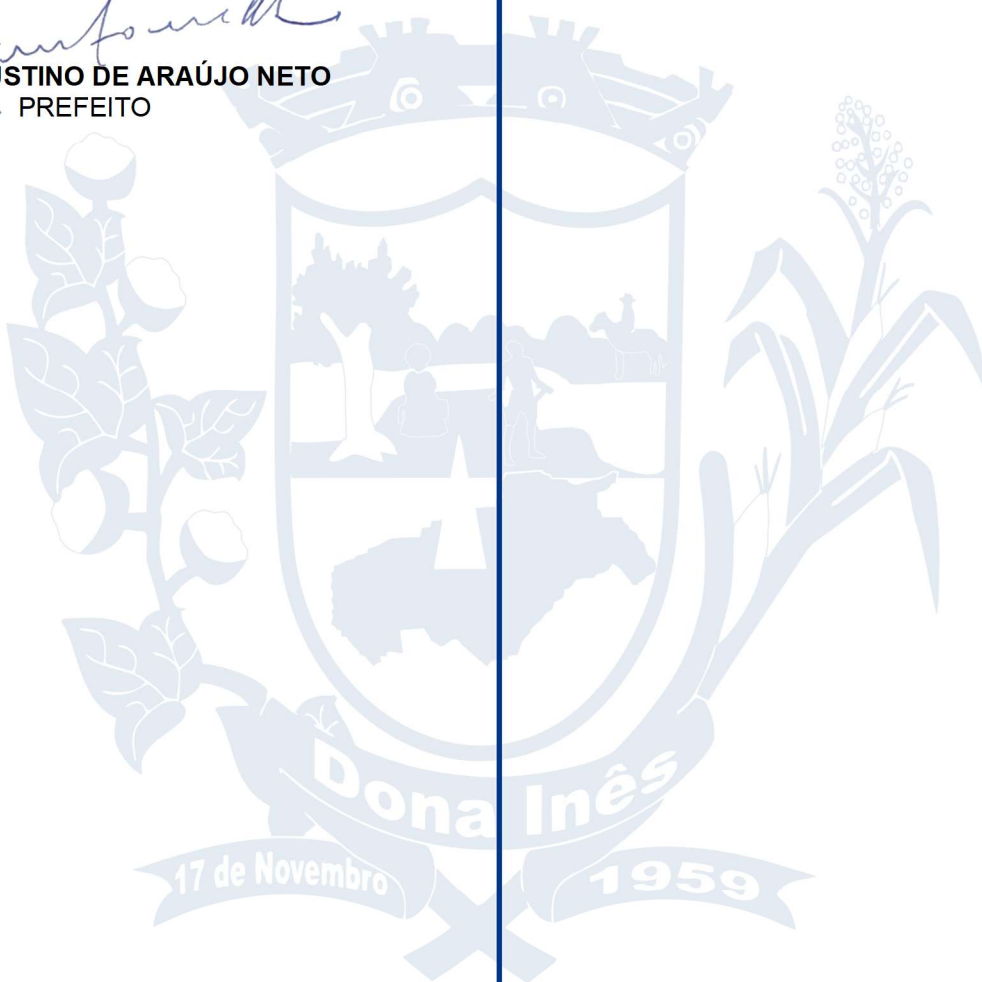 STINO DE ARAÚJO NETO
PREFEITO
Dona Inês
17 de Novembro
1959